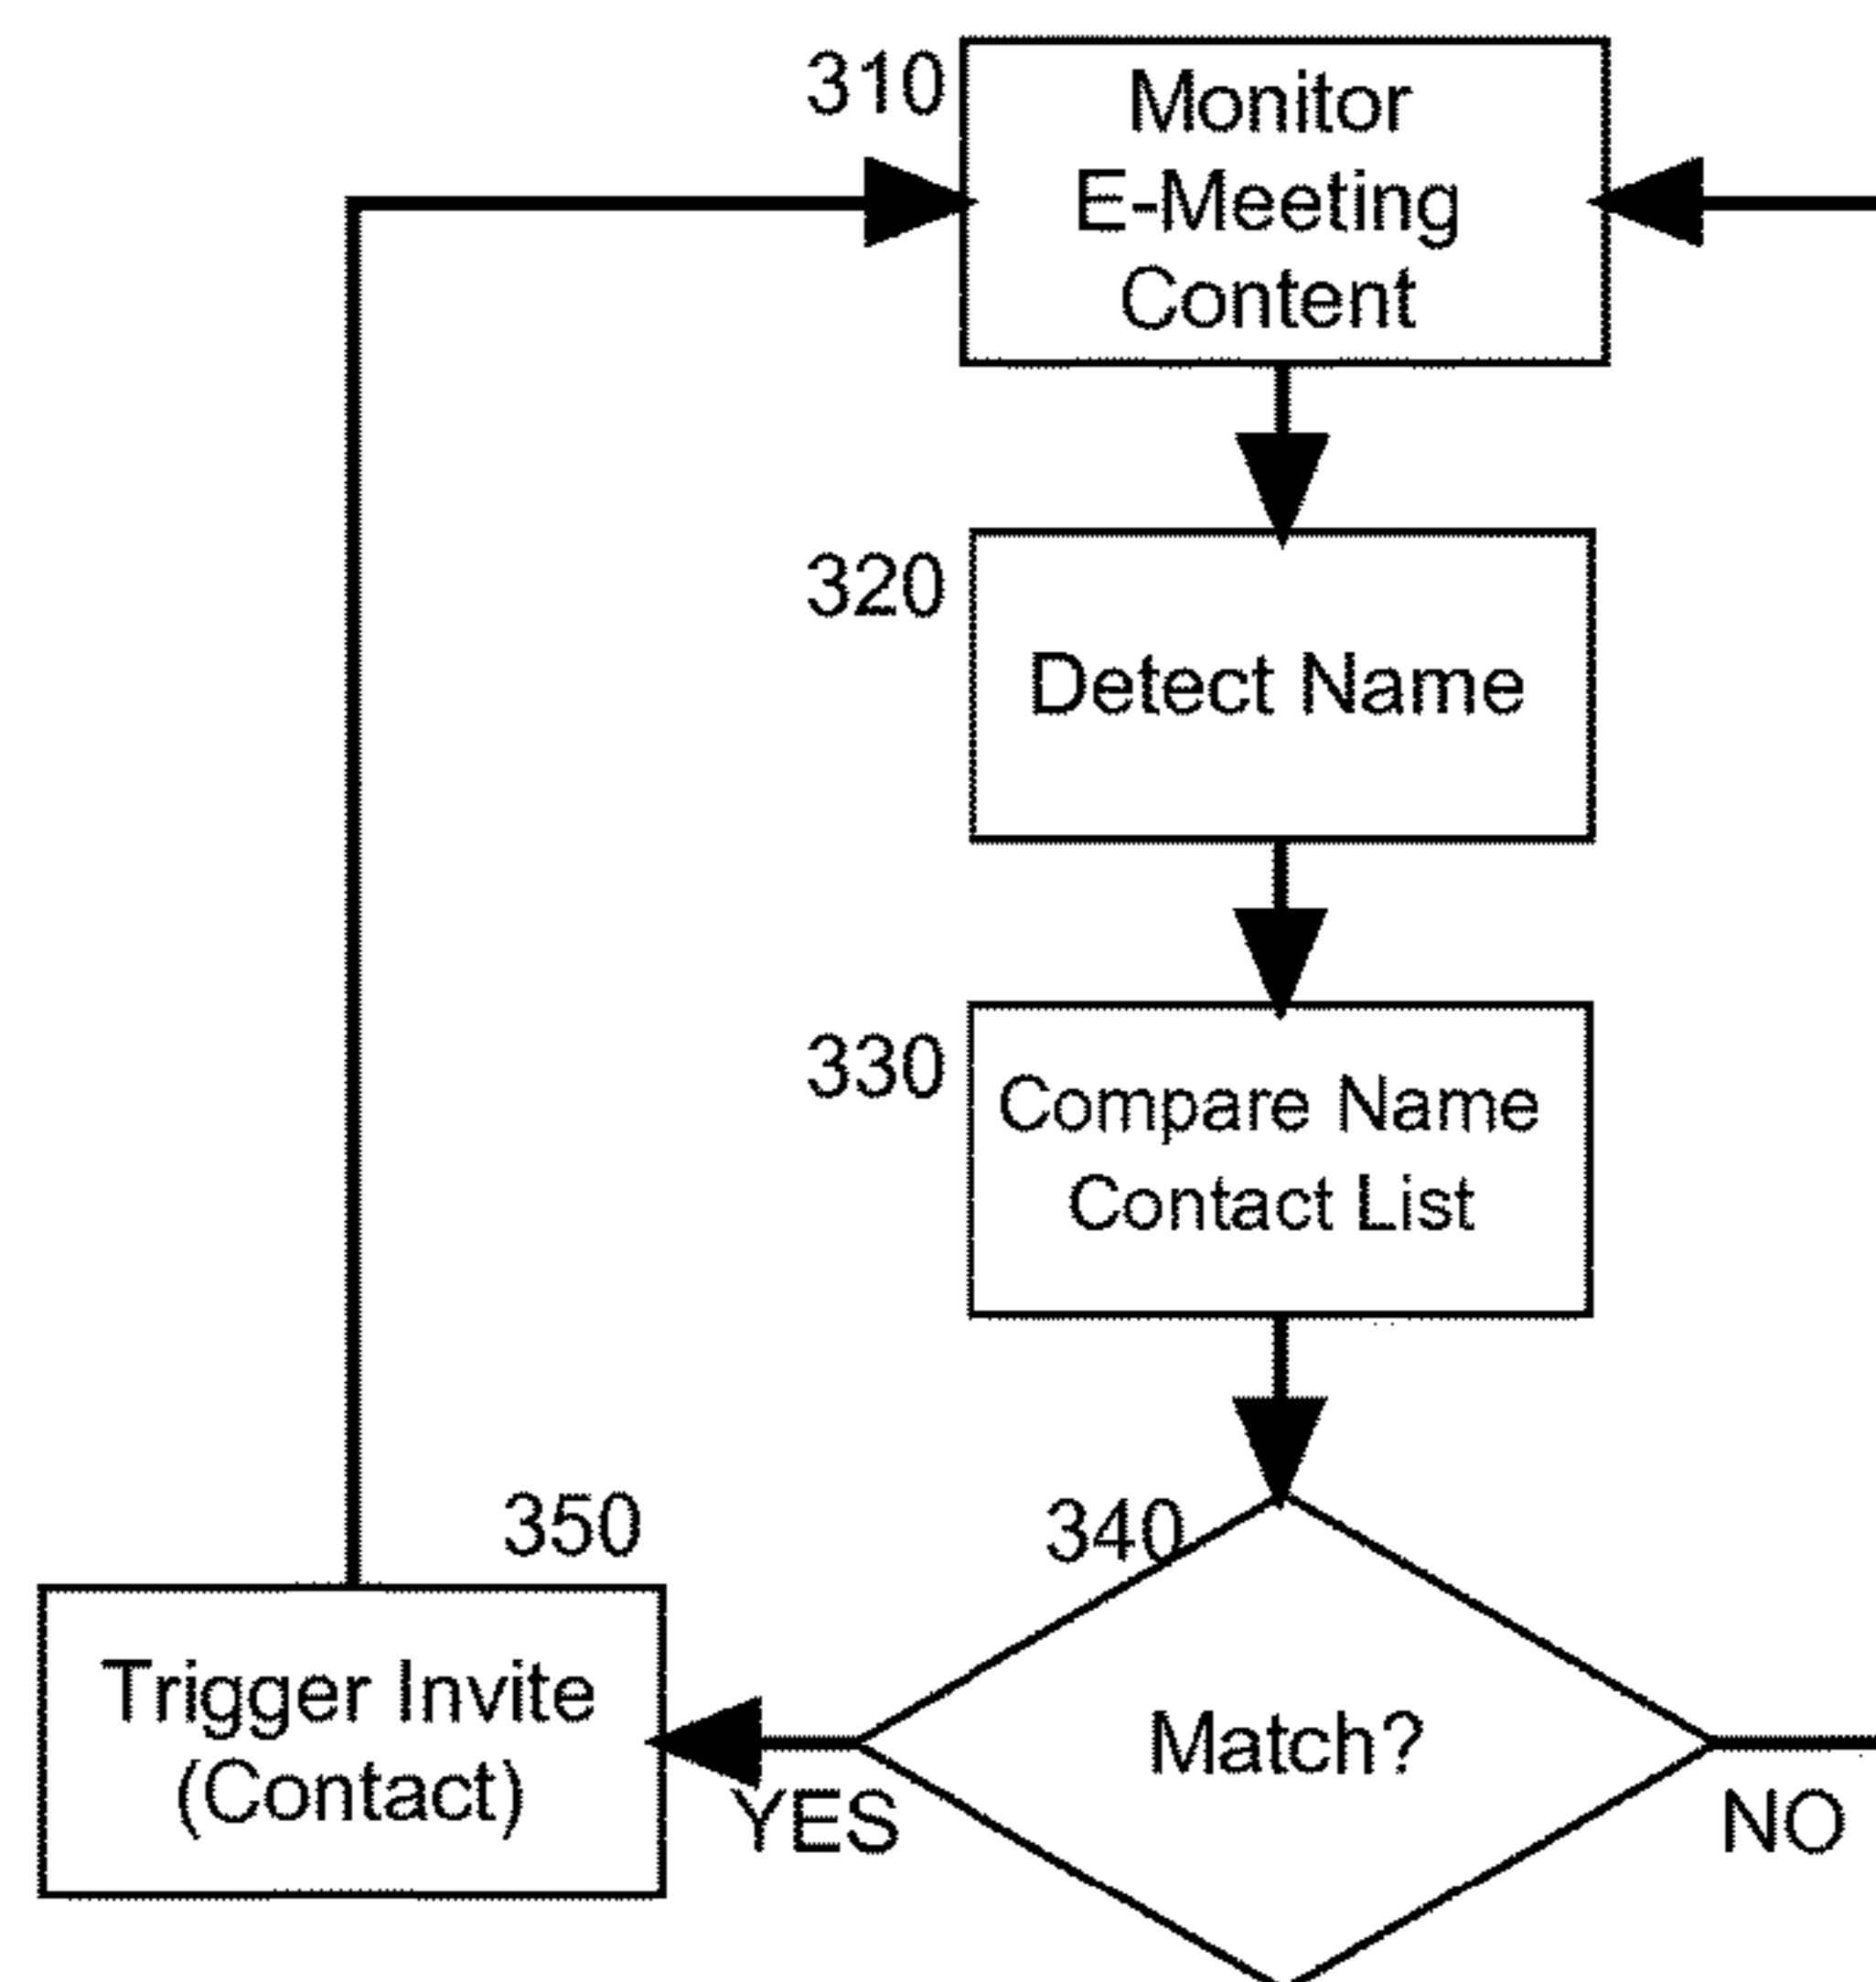 310
Monitor
E-Meeting
Content
320
Detect Name
330
Compare Name
Contact List
350
340
Trigger Invite
(Contact)
Match?
YES
NO